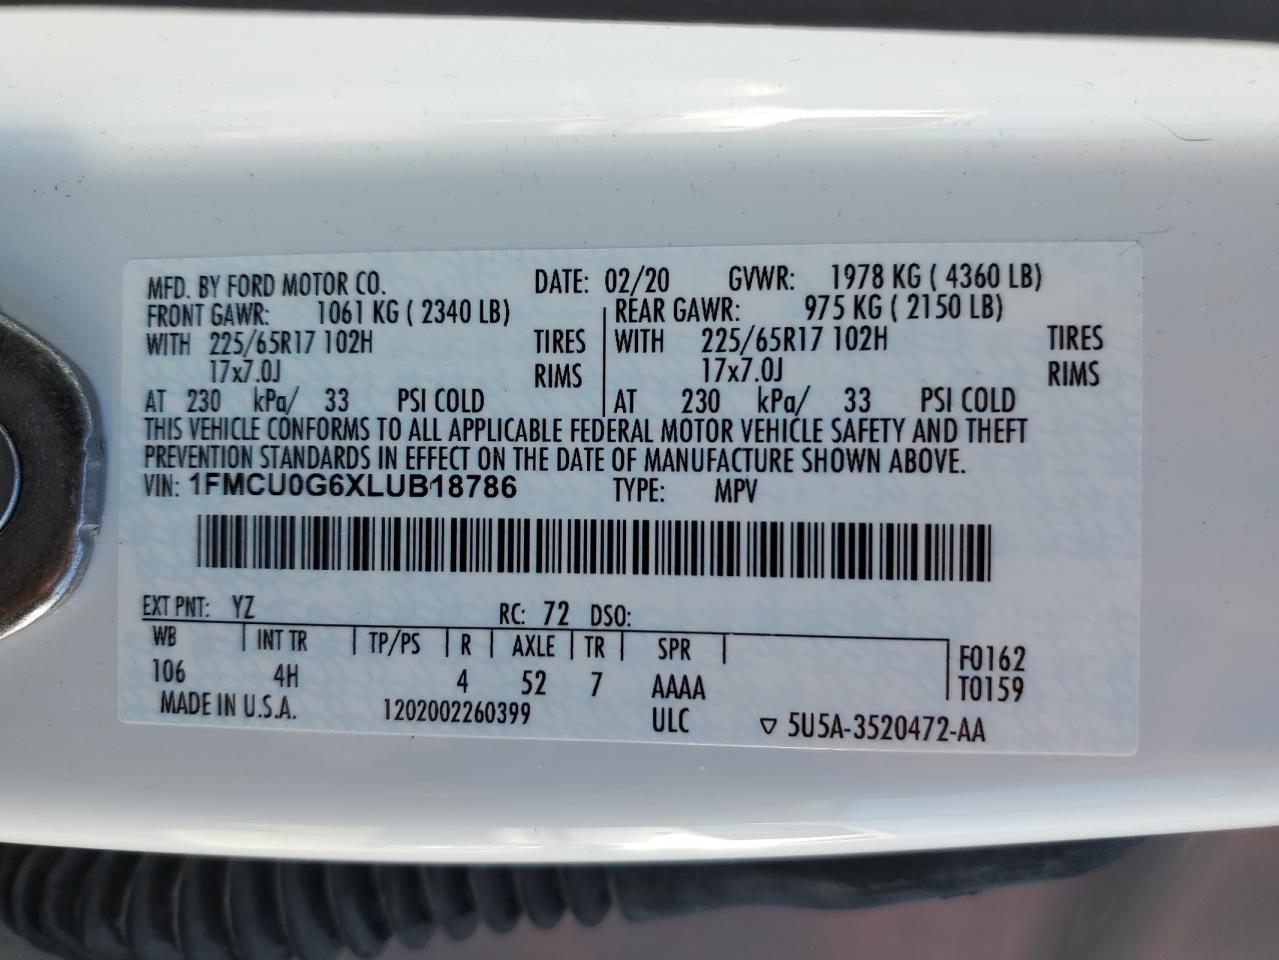 MFD. BY FORD MOTOR CO. DATE: 02/20 GVWR: 1978 KG ( 4360 LB)
FRONT GAWR: 1061 KG ( 2340 LB) REAR GAWR: 975 KG ( 2150 LB)
WITH 225/65R17 102H TIRES WITH 225/65R17 102H TIRES
17x7.0J RIMS 17x7.0J RIMS
AT 230 kPa/ 33 PSI COLD AT 230 kPa/ 33 PSI COLD
THIS VEHICLE CONFORMS TO ALL APPLICABLE FEDERAL MOTOR VEHICLE SAFETY AND THEFT
PREVENTION STANDARDS IN EFFECT ON THE DATE OF MANUFACTURE SHOWN ABOVE.
VIN: 1FMCU0G6XLUB18786 TYPE: MPV
EXT PNT: YZ RC: 72 DSO:
WB INT TR TP/PS R AXLE TR SPR F0162
106 4H 4 52 7 AAAA T0159
MADE IN U.S.A. 1202002260399 ULC ▽ 5U5A-3520472-AA